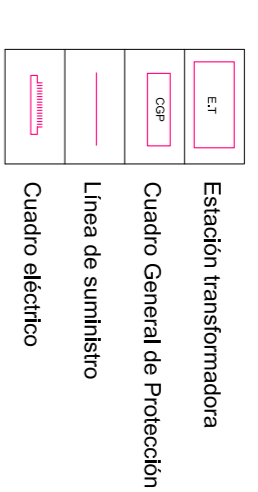 E.T
Estación transformadora
CGP
Cuadro General de Protección
Línea de suministro
Cuadro eléctrico